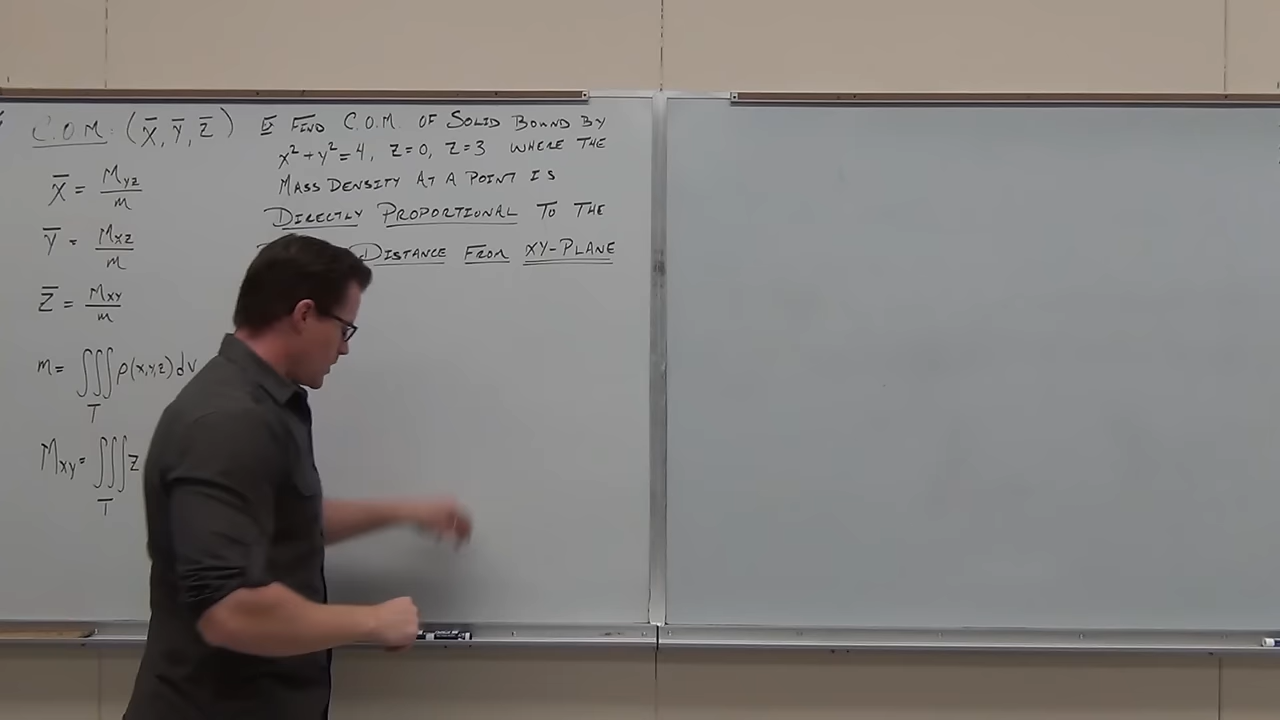 C.O.M: (X̄, Ȳ, Z̄)
X̄ = Myz/m
Ȳ = Mxz/m
Z̄ = Mxy/m
m = ∫∫∫ ρ(x,y,z) dV
T
Mxy = ∫∫∫ z
T
Ex FIND C.O.M. OF SOLID BOUND BY
x² + y² = 4, z = 0, z = 3 WHERE THE
MASS DENSITY AT A POINT IS
DIRECTLY PROPORTIONAL TO THE
DISTANCE FROM XY-PLANE